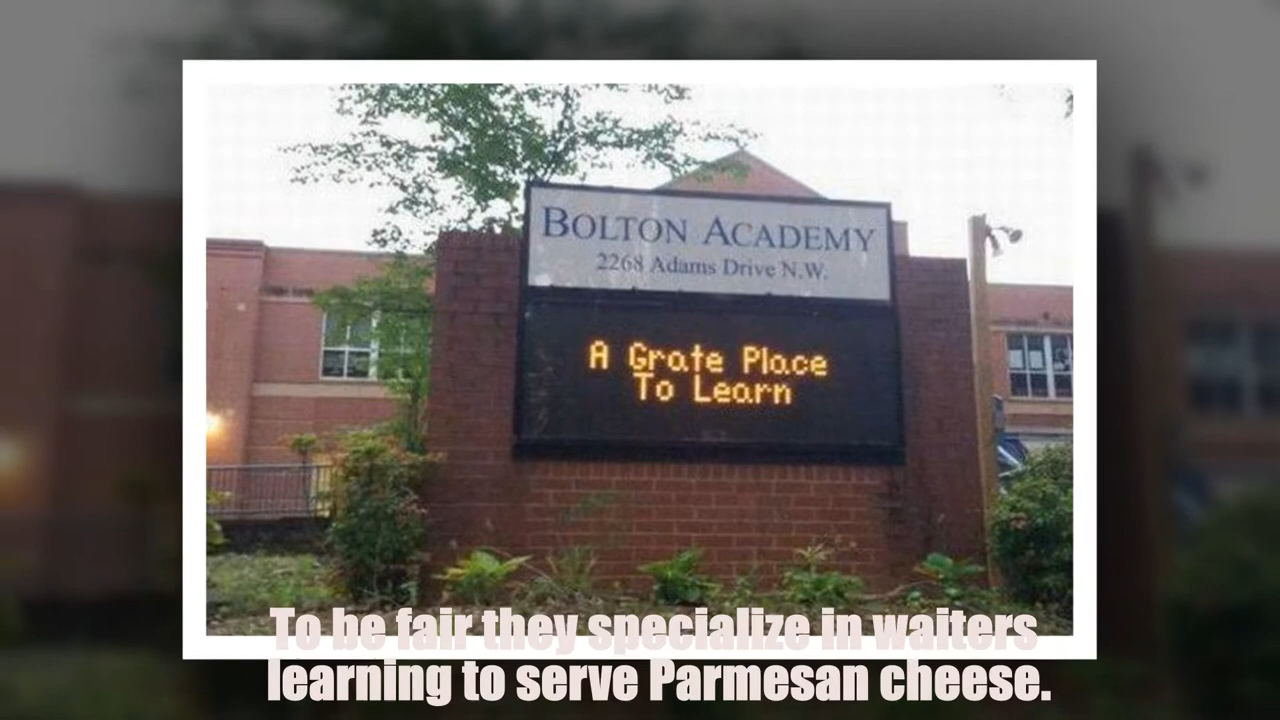 BOLTON ACADEMY
2268 Adams Drive N.W.
A Grate Place
To Learn
To be fair they specialize in waiters
learning to serve Parmesan cheese.